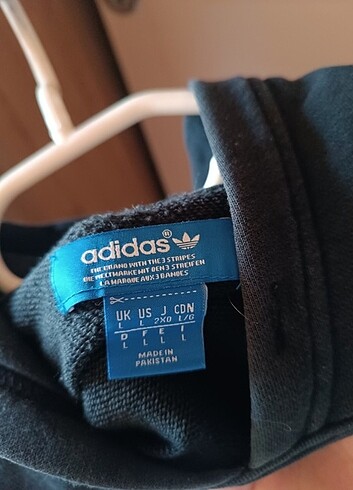 adidas®
THE BRAND WITH THE 3 STRIPES
DIE WELTMARKE MIT DEN 3 STREIFEN
LA MARQUE AUX 3 BANDES
UK US J CDN
L L 2XO L/G
D F E I
L L L L
MADE IN
PAKISTAN